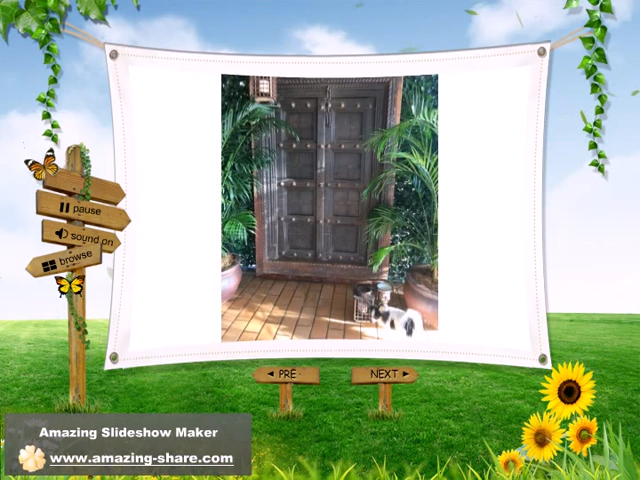 pause
sound on
browse
PRE
NEXT
Amazing Slideshow Maker
www.amazing-share.com